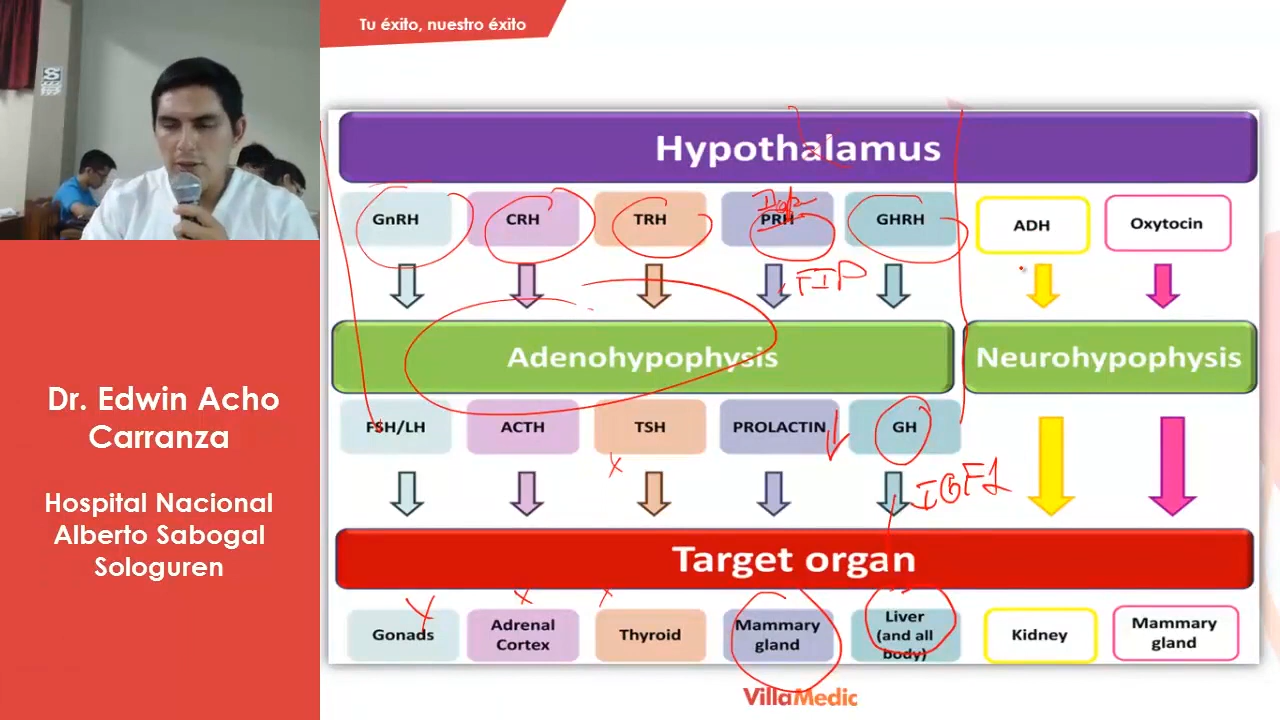 Tu éxito, nuestro éxito
Hypothalamus
GnRH
CRH
TRH
PRH
GHRH
ADH
Oxytocin
Adenohypophysis
Neurohypophysis
FSH/LH
ACTH
TSH
PROLACTIN
GH
IGF1
Target organ
Gonads
Adrenal
Cortex
Thyroid
Mammary
gland
Liver
(and all
body)
Kidney
Mammary
gland
Dr. Edwin Acho
Carranza
Hospital Nacional
Alberto Sabogal
Sologuren
VillaMedic